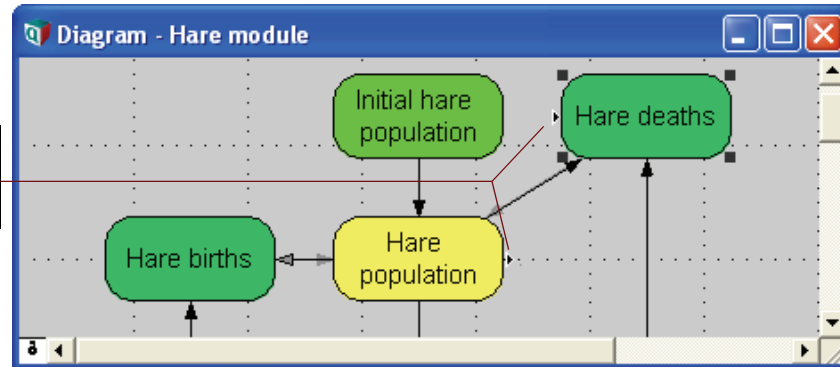 Diagram - Hare module
Initial hare
population
Hare deaths
Hare births
Hare
population